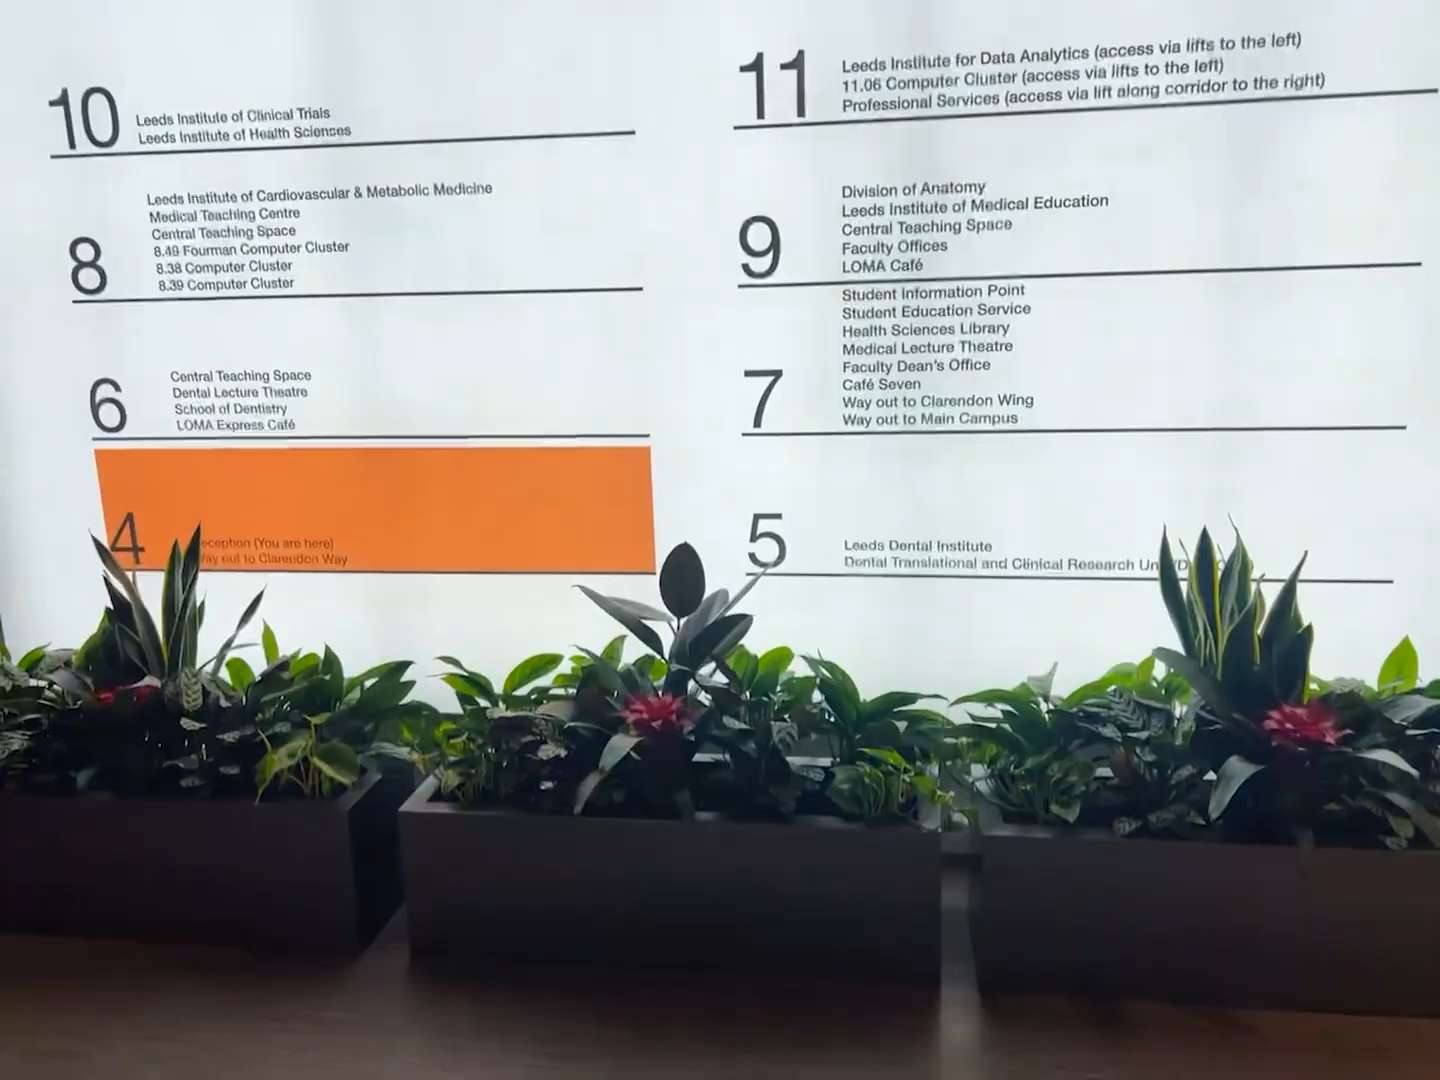 10
Leeds Institute of Clinical Trials
Leeds Institute of Health Sciences
8
Leeds Institute of Cardiovascular & Metabolic Medicine
Medical Teaching Centre
Central Teaching Space
8.49 Fourman Computer Cluster
8.38 Computer Cluster
8.39 Computer Cluster
6
Central Teaching Space
Dental Lecture Theatre
School of Dentistry
LOMA Express Café
4
eception (You are here)
ay out to Clarendon Way
11
Leeds Institute for Data Analytics (access via lifts to the left)
11.06 Computer Cluster (access via lifts to the left)
Professional Services (access via lift along corridor to the right)
9
Division of Anatomy
Leeds Institute of Medical Education
Central Teaching Space
Faculty Offices
LOMA Café
7
Student Information Point
Student Education Service
Health Sciences Library
Medical Lecture Theatre
Faculty Dean's Office
Café Seven
Way out to Clarendon Wing
Way out to Main Campus
5
Leeds Dental Institute
Dental Translational and Clinical Research Un